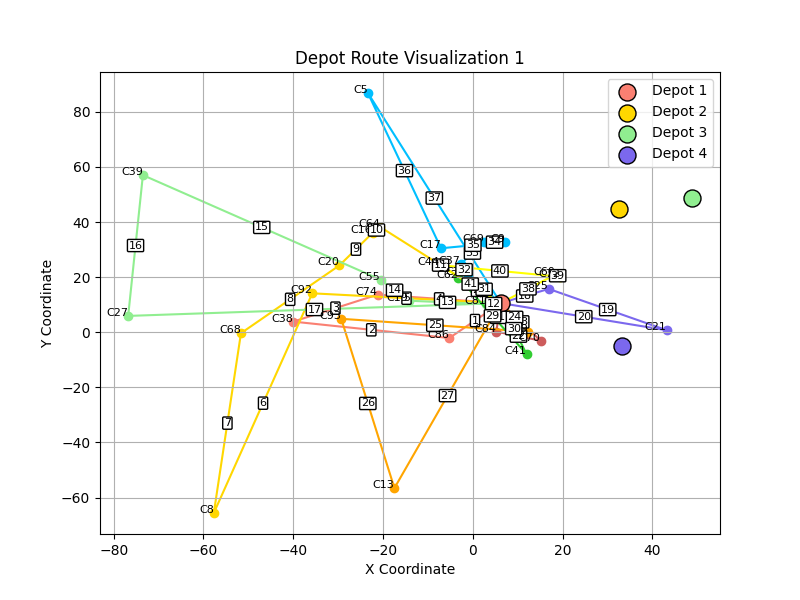 Depot Route Visualization 1
Depot 1
Depot 2
Depot 3
Depot 4
Y Coordinate
80
60
40
20
0
−20
−40
−60
−80
−60
−40
−20
0
20
40
X Coordinate
C5
36
37
C39
16
15
C64
10
9
C17
C69
35
34
C20
11
C37
32
40
39
C55
41
C92
C74
14
13
31
38
C25
8
C27
17
3
C38
2
25
C86
1
C84
12
29
24
30
C41
19
20
C21
C68
7
6
26
27
C13
C8